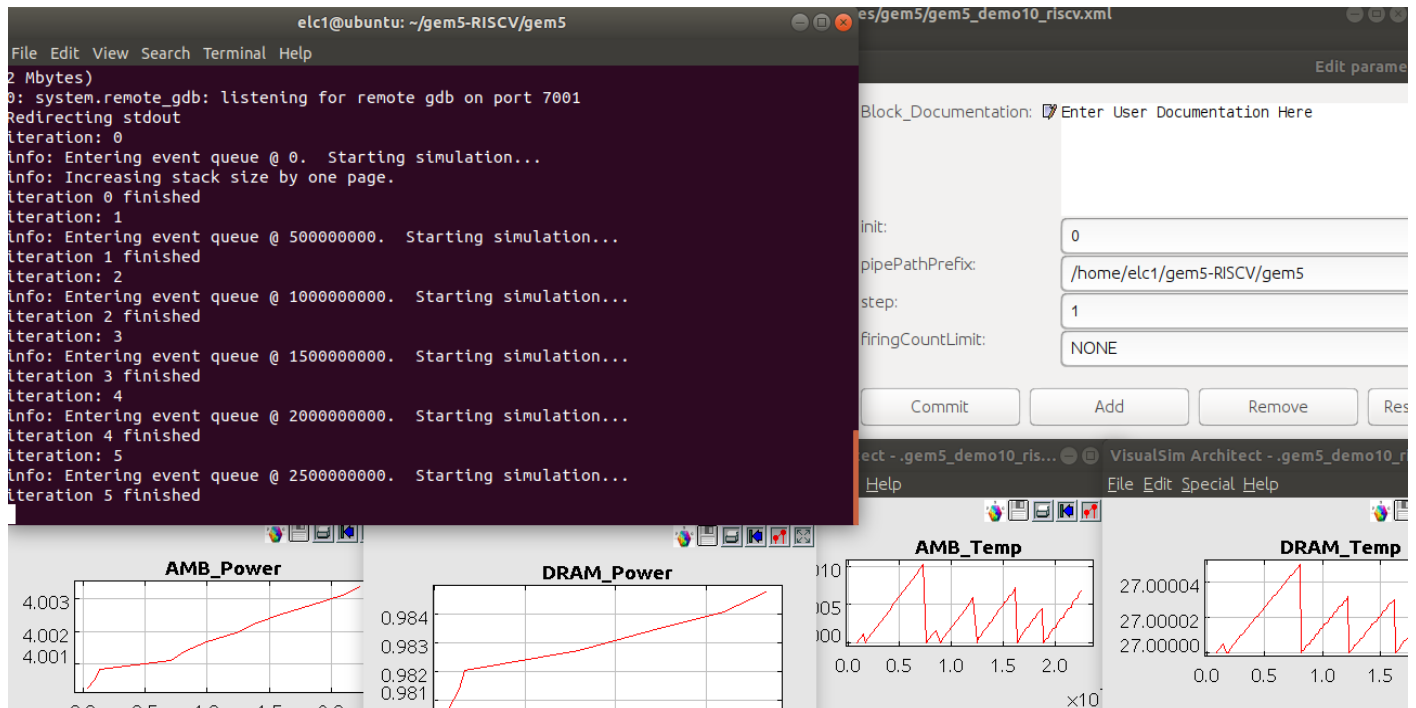 elc1@ubuntu: ~/gem5-RISCV/gem5
File Edit View Search Terminal Help
2 Mbytes)
0: system.remote_gdb: listening for remote gdb on port 7001
Redirecting stdout
iteration: 0
info: Entering event queue @ 0.  Starting simulation...
info: Increasing stack size by one page.
iteration 0 finished
iteration: 1
info: Entering event queue @ 500000000.  Starting simulation...
iteration 1 finished
iteration: 2
info: Entering event queue @ 1000000000.  Starting simulation...
iteration 2 finished
iteration: 3
info: Entering event queue @ 1500000000.  Starting simulation...
iteration 3 finished
iteration: 4
info: Entering event queue @ 2000000000.  Starting simulation...
iteration 4 finished
iteration: 5
info: Entering event queue @ 2500000000.  Starting simulation...
iteration 5 finished
es/gem5/gem5_demo10_riscv.xml
Edit parame
Block_Documentation: Enter User Documentation Here
init: 0
pipePathPrefix: /home/elc1/gem5-RISCV/gem5
step: 1
firingCountLimit: NONE
Commit Add Remove Res
AMB_Power
4.003
4.002
4.001
DRAM_Power
0.984
0.983
0.982
0.981
ect - .gem5_demo10_ris...
Help
AMB_Temp
010
005
000
0.0 0.5 1.0 1.5 2.0
×10
VisualSim Architect - .gem5_demo10_ri
File Edit Special Help
DRAM_Temp
27.00004
27.00002
27.00000
0.0 0.5 1.0 1.5